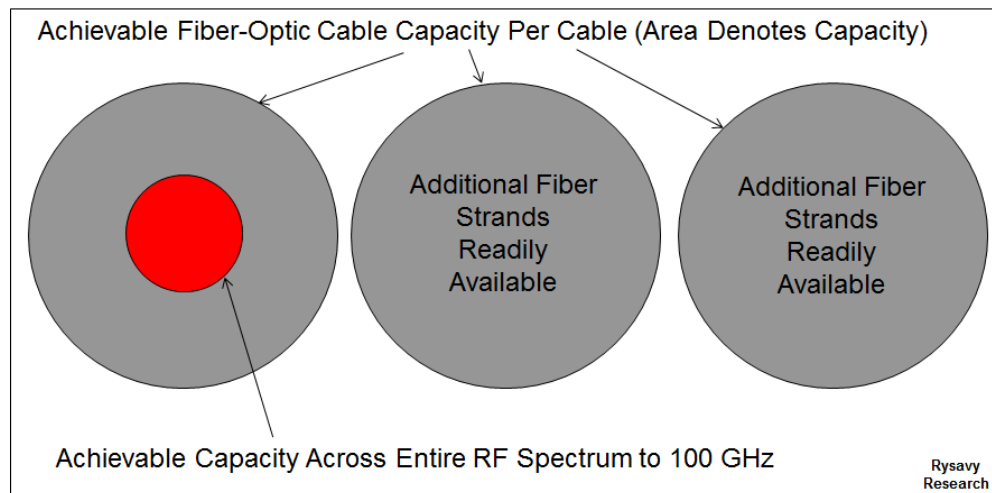 Achievable Fiber-Optic Cable Capacity Per Cable (Area Denotes Capacity)
Additional Fiber
Strands
Readily
Available
Additional Fiber
Strands
Readily
Available
Achievable Capacity Across Entire RF Spectrum to 100 GHz
Rysavy
Research